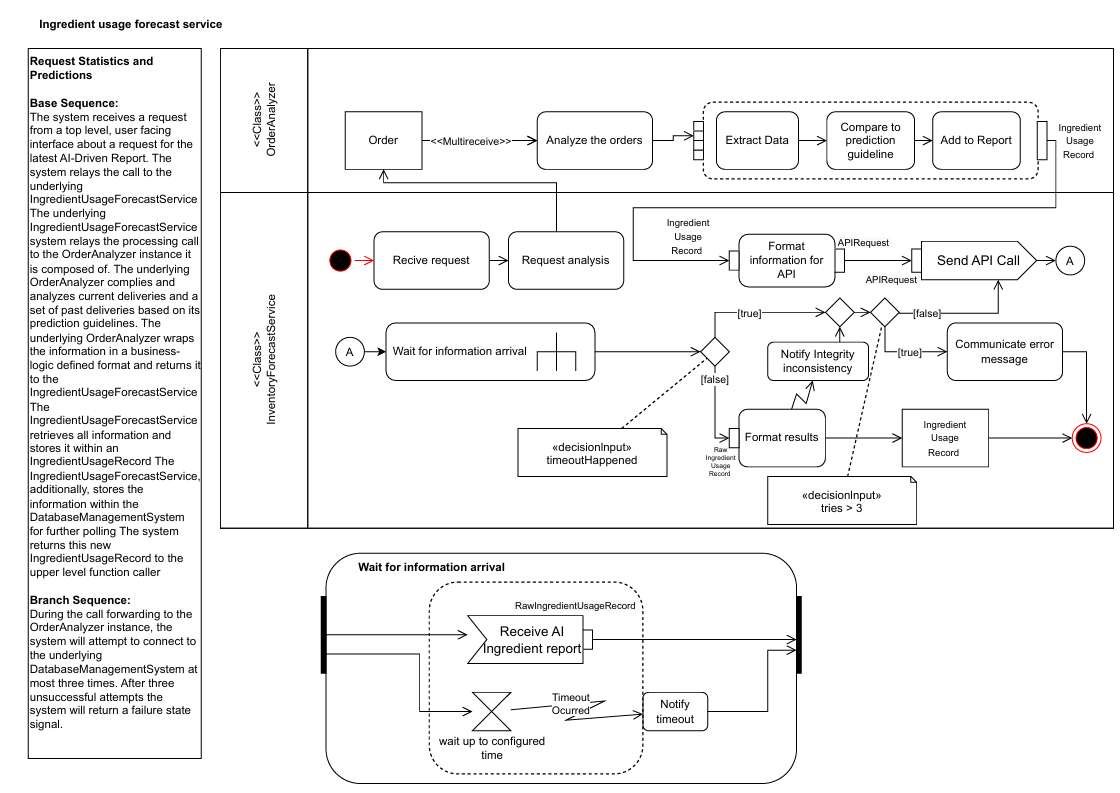 Ingredient usage forecast service
Request Statistics and
Predictions
Base Sequence:
The system receives a request
from a top level, user facing
interface about a request for the
latest AI-Driven Report. The
system relays the call to the
underlying
IngredientUsageForecastService
The underlying
IngredientUsageForecastService
system relays the processing call
to the OrderAnalyzer instance it
is composed of. The underlying
OrderAnalyzer complies and
analyzes current deliveries and a
set of past deliveries based on its
prediction guidelines. The
underlying OrderAnalyzer wraps
the information in a business-
logic defined format and returns it
to the
IngredientUsageForecastService
The
IngredientUsageForecastService
retrieves all information and
stores it within an
IngredientUsageRecord The
IngredientUsageForecastService,
additionally, stores the
information within the
DatabaseManagementSystem
for further polling The system
returns this new
IngredientUsageRecord to the
upper level function caller
Branch Sequence:
During the call forwarding to the
OrderAnalyzer instance, the
system will attempt to connect to
the underlying
DatabaseManagementSystem at
most three times. After three
unsuccessful attempts the
system will return a failure state
signal.
<<Class>>
OrderAnalyzer
Order
<<Multireceive>>
Analyze the orders
Extract Data
Compare to
prediction
guideline
Add to Report
Ingredient
Usage
Record
<<Class>>
InventoryForecastService
Recive request
Request analysis
Ingredient
Usage
Record
Format
information for
API
APIRequest
APIRequest
Send API Call
A
A
Wait for information arrival
[true]
[false]
[false]
[true]
Notify Integrity
inconsistency
Communicate error
message
«decisionInput»
timeoutHappened
Raw
Ingredient
Usage
Record
Format results
Ingredient
Usage
Record
«decisionInput»
tries > 3
Wait for information arrival
RawIngredientUsageRecord
Receive AI
Ingredient report
Timeout
Ocurred
Notify
timeout
wait up to configured
time